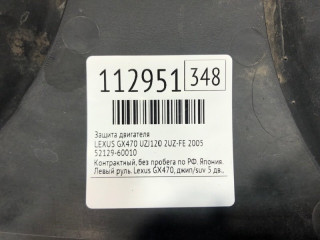 112951 348
Защита двигателя
LEXUS GX470 UZJ120 2UZ-FE 2005
52129-60010
Контрактный, без пробега по РФ. Япония.
Левый руль. Lexus GX470, джип/suv 5 дв.,